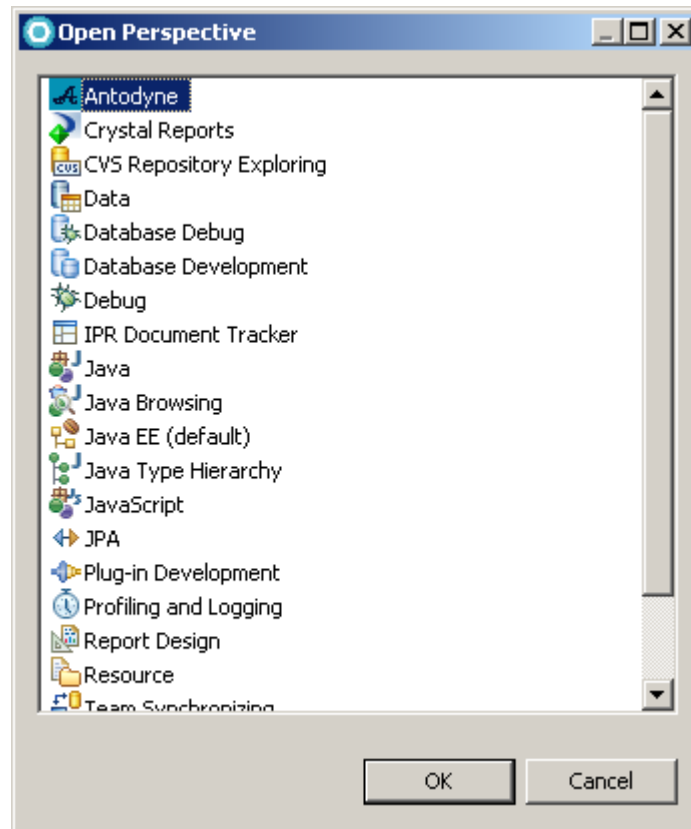 Open Perspective
Antodyne
Crystal Reports
CVS Repository Exploring
Data
Database Debug
Database Development
Debug
IPR Document Tracker
Java
Java Browsing
Java EE (default)
Java Type Hierarchy
JavaScript
JPA
Plug-in Development
Profiling and Logging
Report Design
Resource
Team Synchronizing
OK Cancel